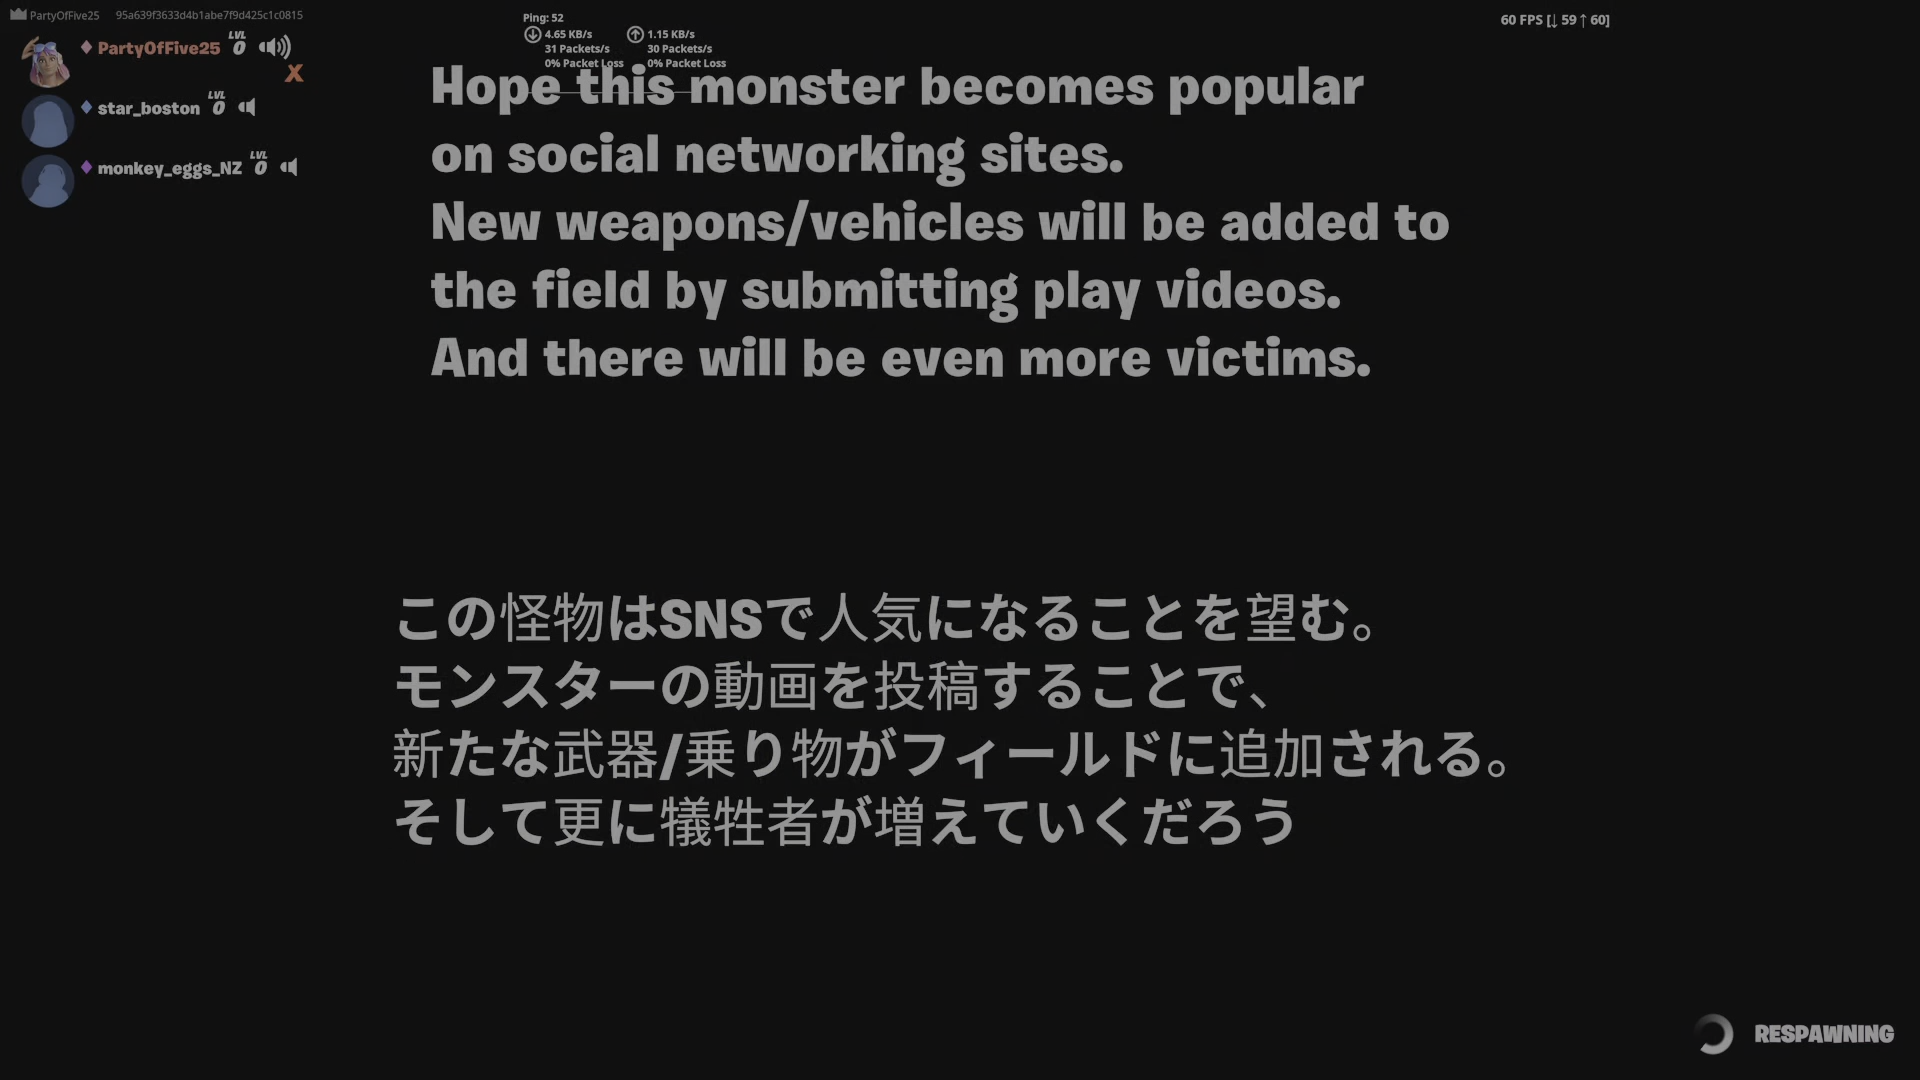 PartyOfFive25 95a639f3633d4b1abe7f9d425c1c0815
Ping: 52
4.65 KB/s 1.15 KB/s
31 Packets/s 30 Packets/s
0% Packet Loss 0% Packet Loss
60 FPS [↓ 59 ↑ 60]
PartyOfFive25 LVL 0
X
star_boston LVL 0
monkey_eggs_NZ LVL 0
Hope this monster becomes popular
on social networking sites.
New weapons/vehicles will be added to
the field by submitting play videos.
And there will be even more victims.
この怪物はSNSで人気になることを望む。
モンスターの動画を投稿することで、
新たな武器/乗り物がフィールドに追加される。
そして更に犠牲者が増えていくだろう
RESPAWNING